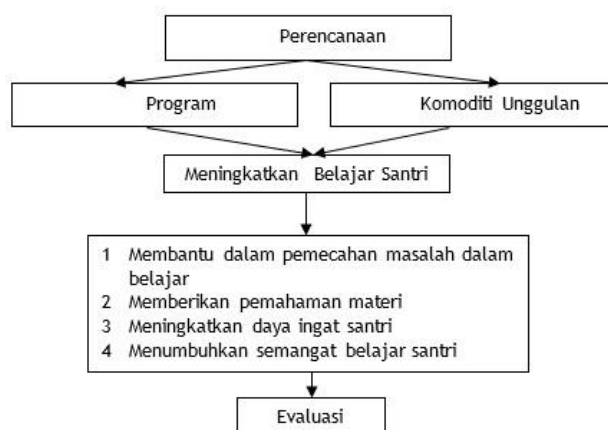 Perencanaan
Program
Komoditi Unggulan
Meningkatkan Belajar Santri
1 Membantu dalam pemecahan masalah dalam
belajar
2 Memberikan pemahaman materi
3 Meningkatkan daya ingat santri
4 Menumbuhkan semangat belajar santri
Evaluasi